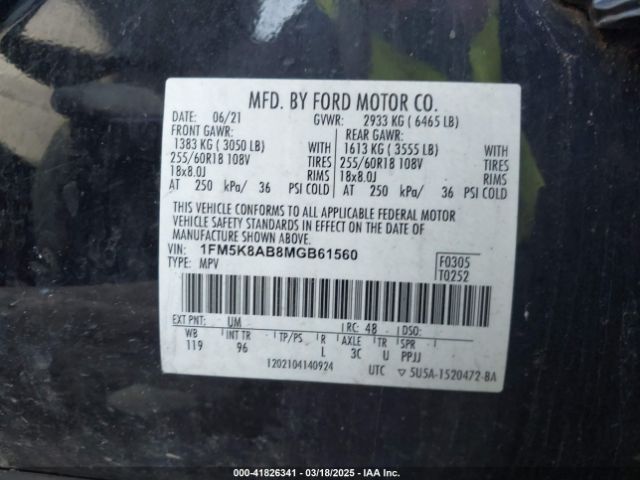 MFD. BY FORD MOTOR CO.
DATE: 06/21 GVWR: 2933 KG ( 6465 LB)
FRONT GAWR: REAR GAWR:
1383 KG ( 3050 LB) WITH 1613 KG ( 3555 LB) WITH
255/60R18 108V TIRES 255/60R18 108V TIRES
18x8.0J RIMS 18x8.0J RIMS
AT 250 kPa/ 36 PSI COLD AT 250 kPa/ 36 PSI COLD
THIS VEHICLE CONFORMS TO ALL APPLICABLE FEDERAL MOTOR
VEHICLE SAFETY STANDARDS IN EFFECT ON THE DATE OF
MANUFACTURE SHOWN ABOVE.
VIN: 1FM5K8AB8MGB61560 F0305
TYPE: MPV T0252
EXT PNT: UM RC: 48 DSO:
WB INT TR TP/PS R AXLE TR SPR
119 96 L 3C U PPJJ
1202104140924 UTC ▽ 5U5A-1520472-BA
000-41826341 | 03/18/2025 | IAA Inc.